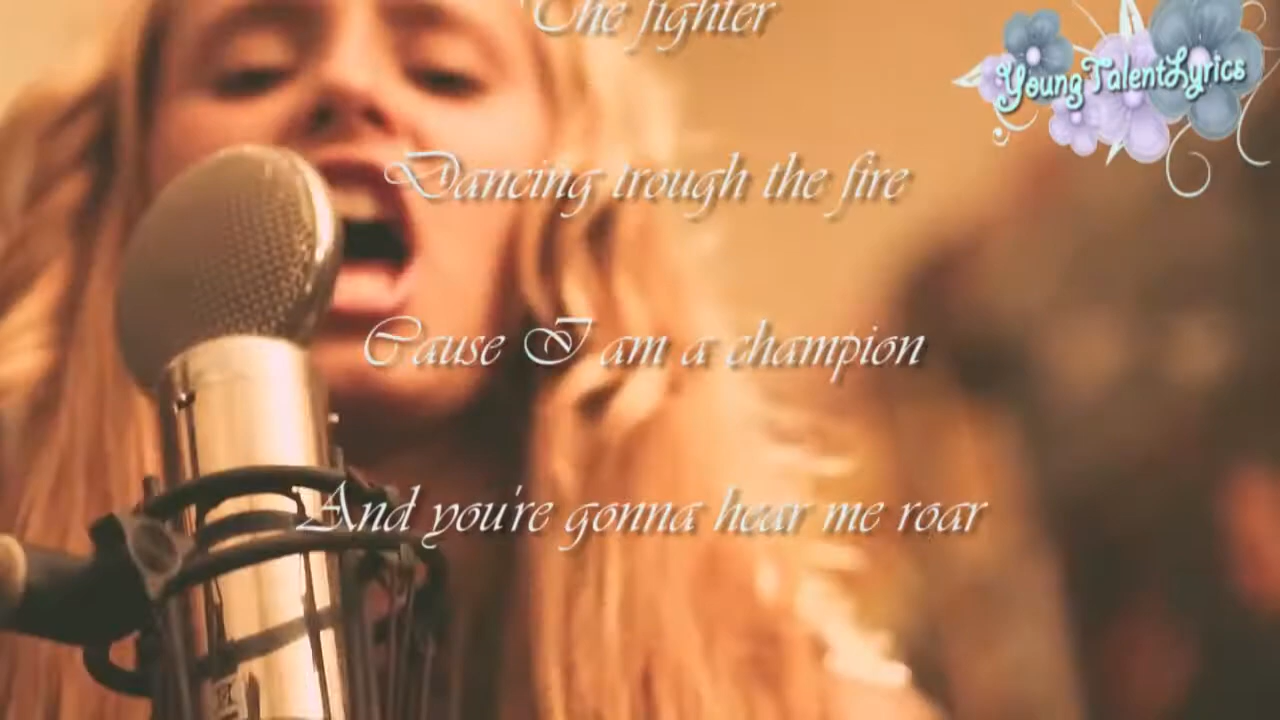 The fighter
YoungTalentLyrics
Dancing trough the fire
Cause I am a champion
And you're gonna hear me roar